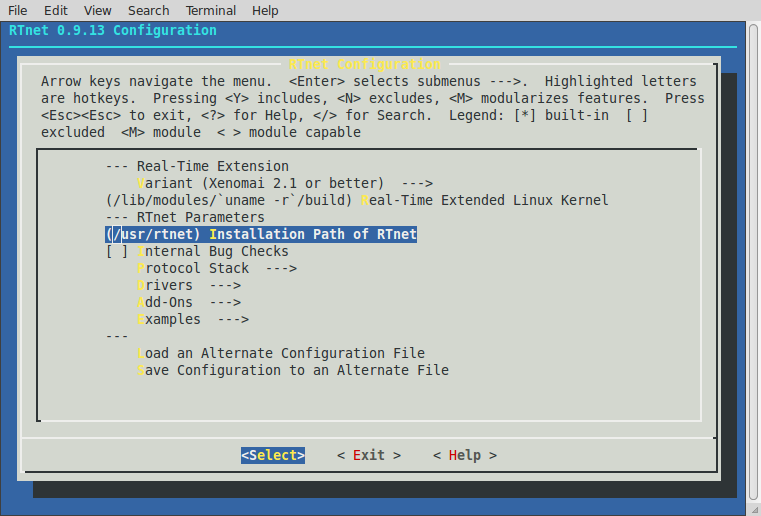 File Edit View Search Terminal Help
RTnet 0.9.13 Configuration
RTnet Configuration
Arrow keys navigate the menu. <Enter> selects submenus --->. Highlighted letters
are hotkeys. Pressing <Y> includes, <N> excludes, <M> modularizes features. Press
<Esc><Esc> to exit, <?> for Help, </> for Search. Legend: [*] built-in [ ]
excluded <M> module < > module capable
--- Real-Time Extension
Variant (Xenomai 2.1 or better) --->
(/lib/modules/`uname -r`/build) Real-Time Extended Linux Kernel
--- RTnet Parameters
(/usr/rtnet) Installation Path of RTnet
[ ] Internal Bug Checks
Protocol Stack --->
Drivers --->
Add-Ons --->
Examples --->
---
Load an Alternate Configuration File
Save Configuration to an Alternate File
<Select> < Exit > < Help >